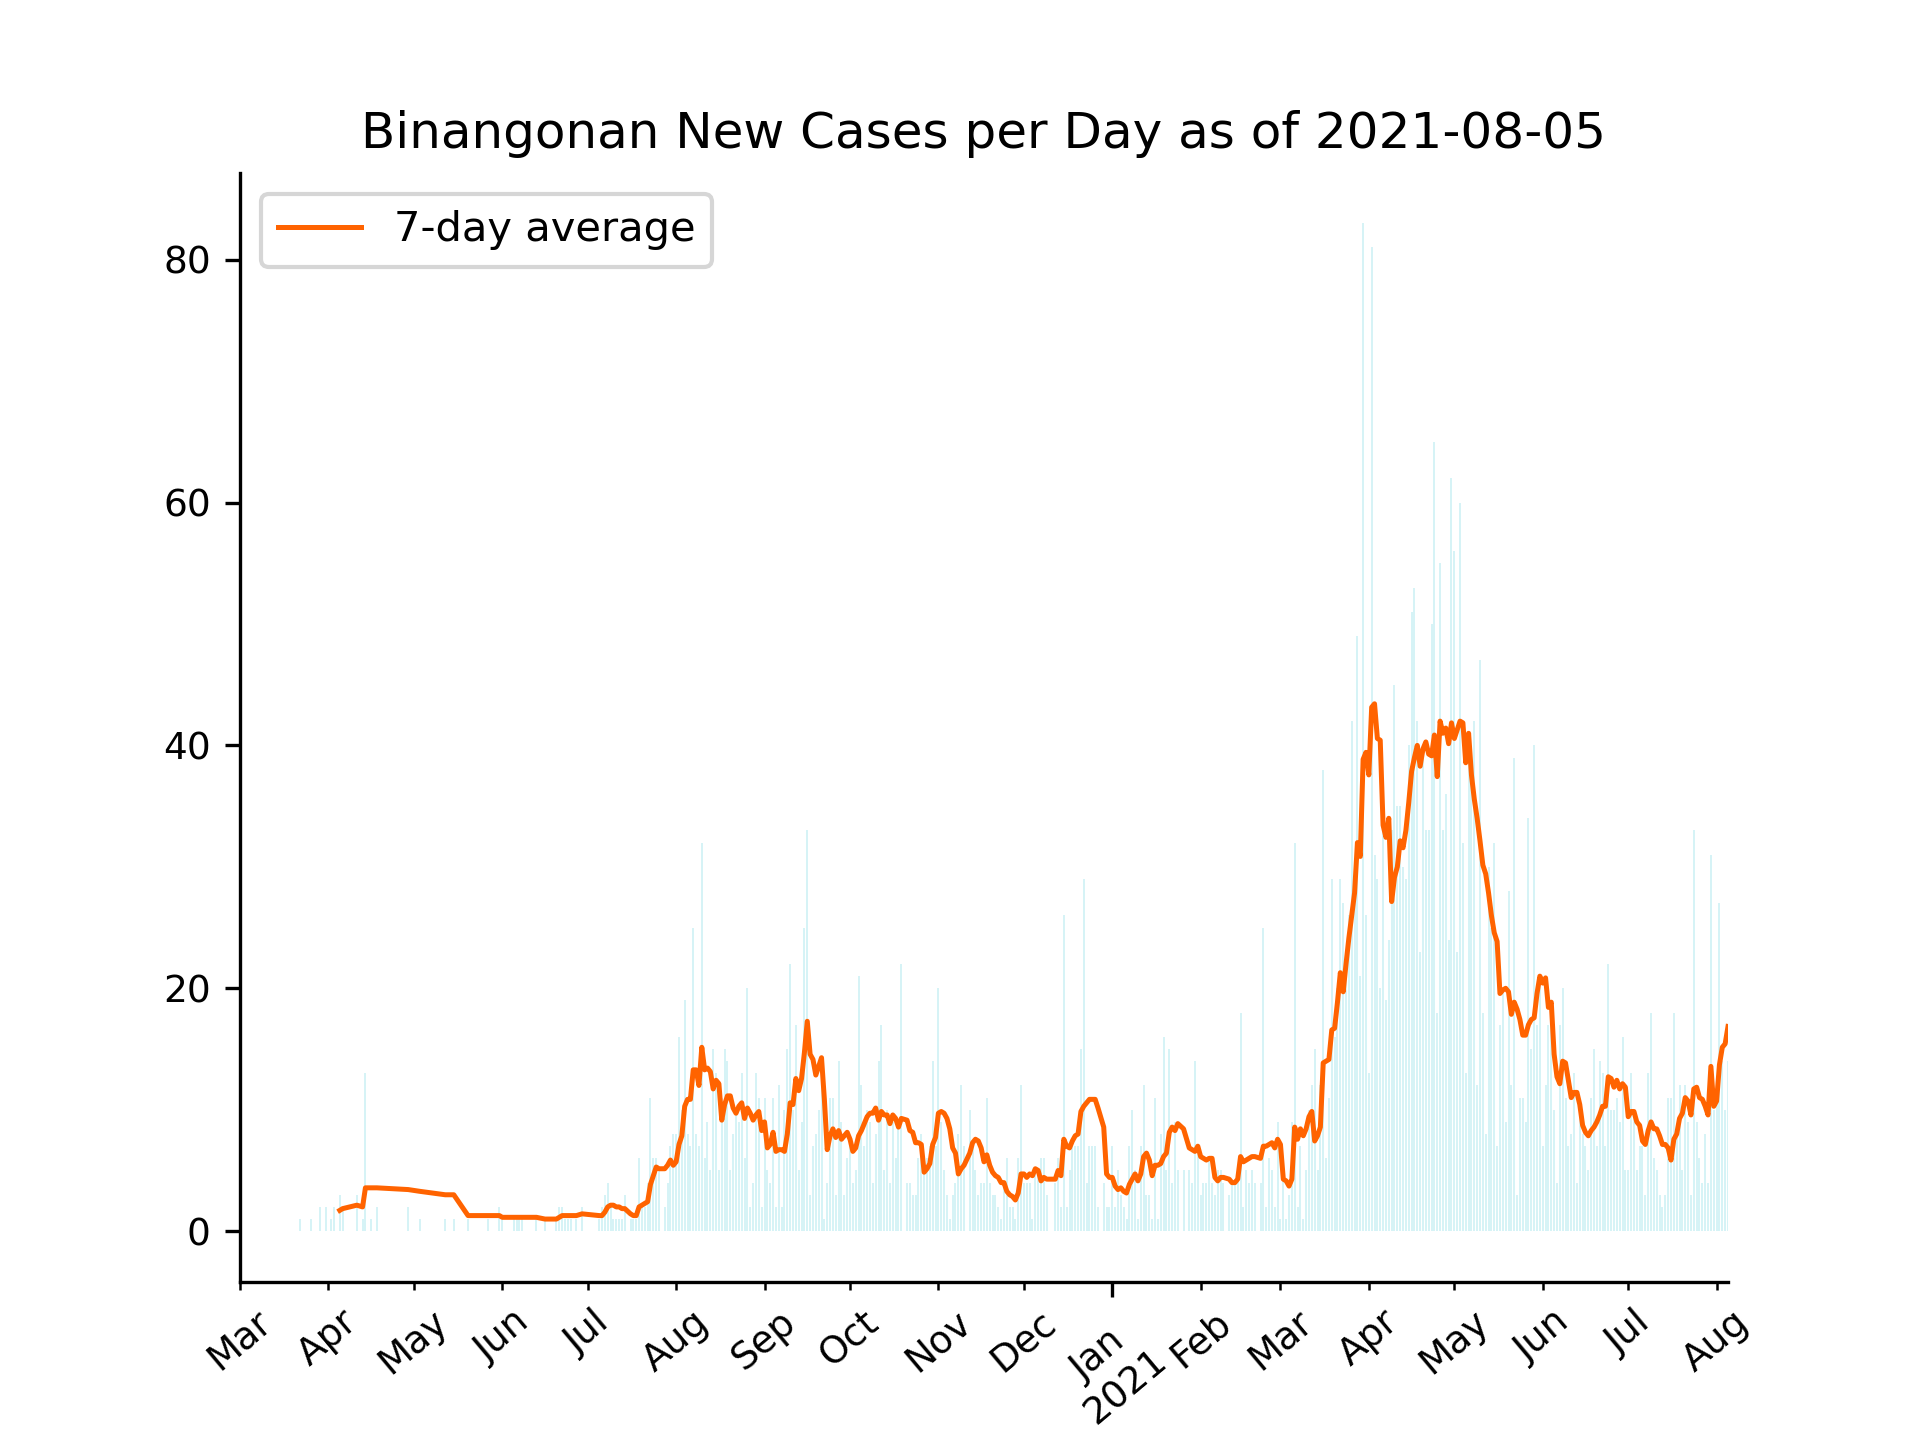 Binangonan New Cases per Day as of 2021-08-05
7-day average
80
60
40
20
0
Mar
Apr
May
Jun
Jul
Aug
Sep
Oct
Nov
Dec
Jan
2021
Feb
Mar
Apr
May
Jun
Jul
Aug